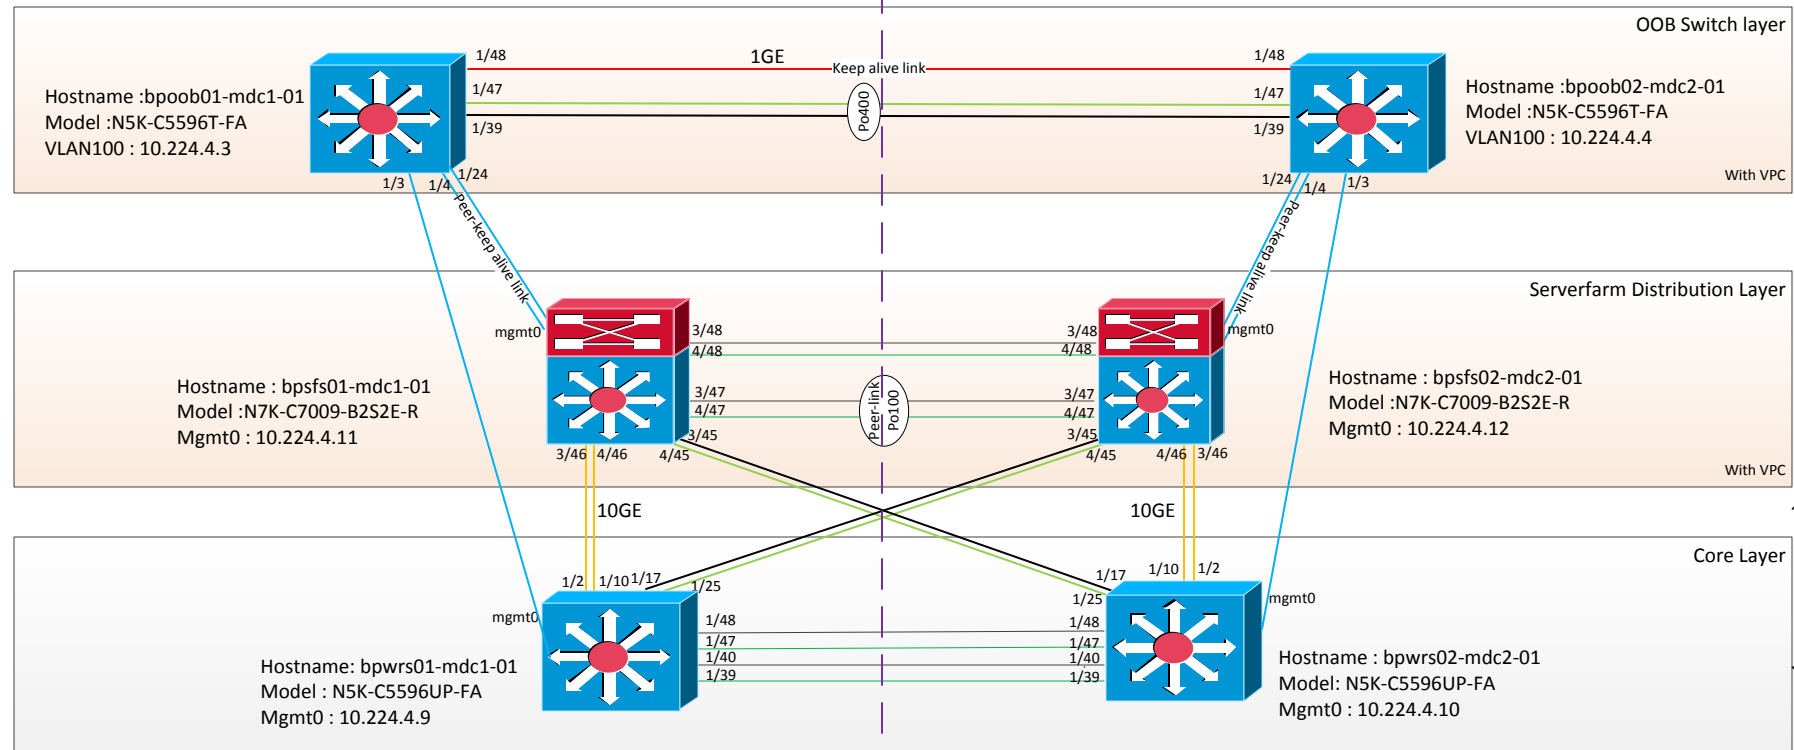 OOB Switch layer
1/48
1GE
Keep alive link
1/48
Hostname :bpoob01-mdc1-01
Model :N5K-C5596T-FA
VLAN100 : 10.224.4.3
1/47
1/39
Po400
1/47
1/39
Hostname :bpoob02-mdc2-01
Model :N5K-C5596T-FA
VLAN100 : 10.224.4.4
1/3
1/4
1/24
1/24
1/4
1/3
With VPC
Peer-keep alive link
Peer-keep alive link
Serverfarm Distribution Layer
mgmt0
3/48
4/48
3/48
4/48
mgmt0
Hostname : bpsfs01-mdc1-01
Model :N7K-C7009-B2S2E-R
Mgmt0 : 10.224.4.11
3/47
4/47
Peer-link
Po100
3/47
4/47
Hostname : bpsfs02-mdc2-01
Model :N7K-C7009-B2S2E-R
Mgmt0 : 10.224.4.12
3/45
3/45
3/46
4/46
4/45
4/45
4/46
3/46
With VPC
10GE
10GE
Core Layer
1/2
1/10
1/17
1/25
1/17
1/10
1/2
1/25
mgmt0
mgmt0
1/48
1/47
1/40
1/39
1/48
1/47
1/40
1/39
Hostname: bpwrs01-mdc1-01
Model : N5K-C5596UP-FA
Mgmt0 : 10.224.4.9
Hostname : bpwrs02-mdc2-01
Model: N5K-C5596UP-FA
Mgmt0 : 10.224.4.10